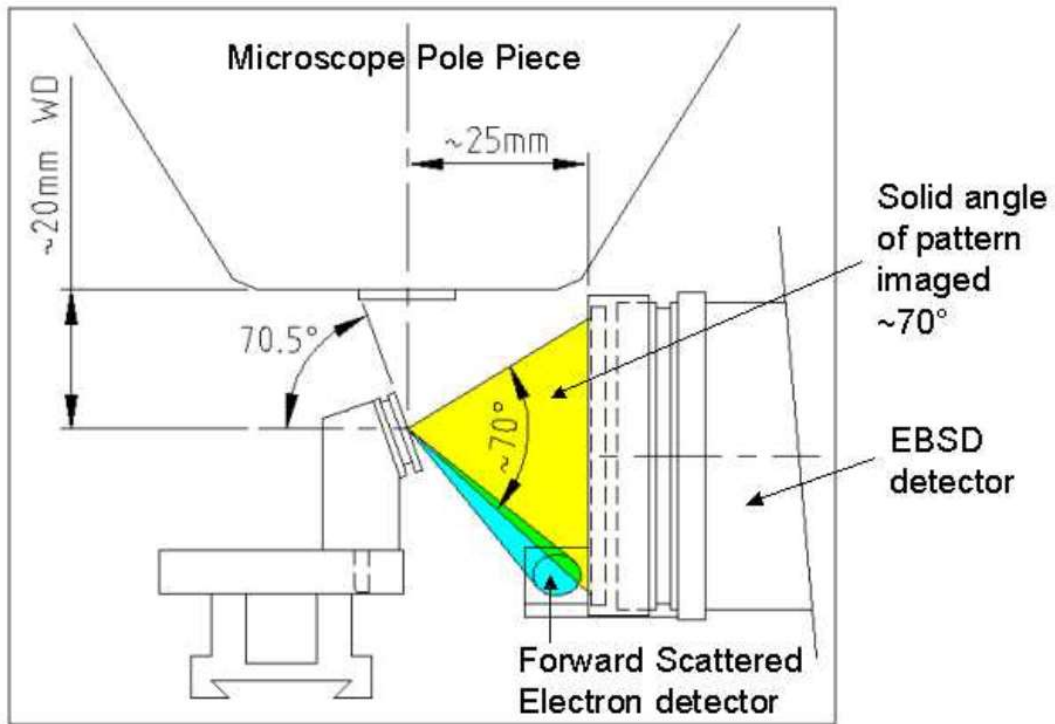 Microscope Pole Piece
~20mm WD
~25mm
Solid angle
of pattern
imaged
~70°
70.5°
~70°
EBSD
detector
Forward Scattered
Electron detector